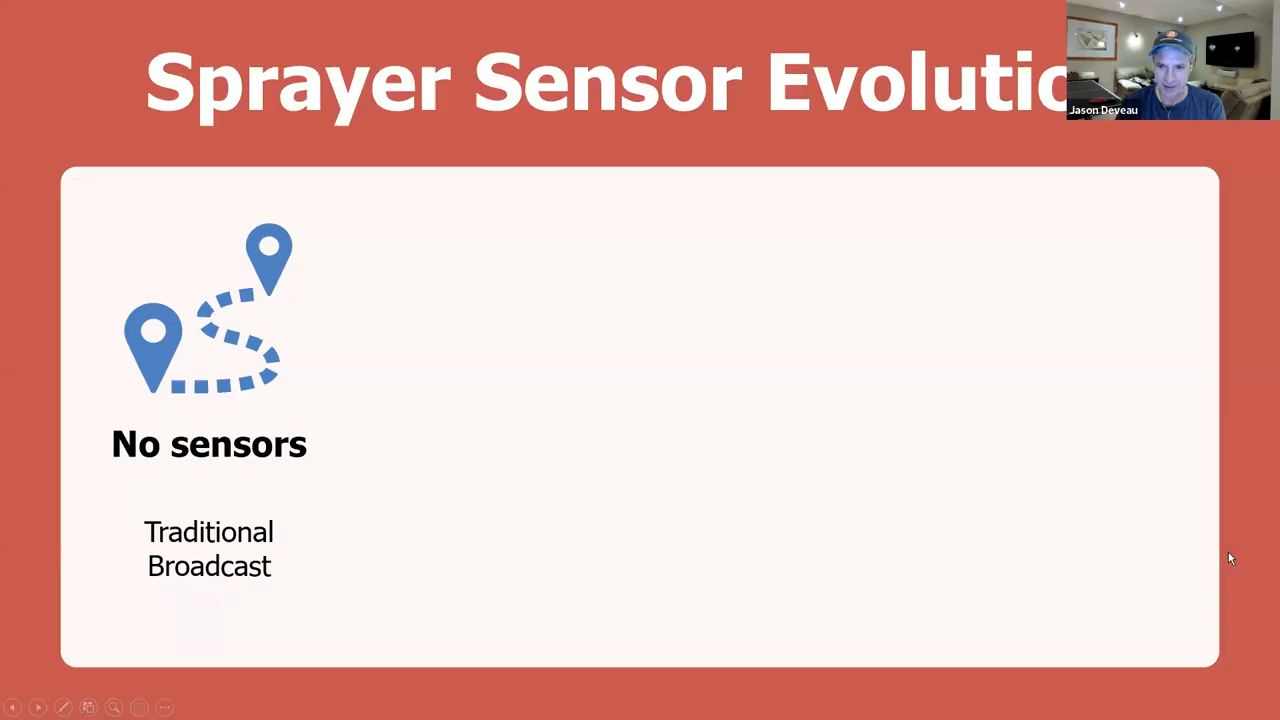 Sprayer Sensor Evolutio
Jason Deveau
No sensors
Traditional
Broadcast